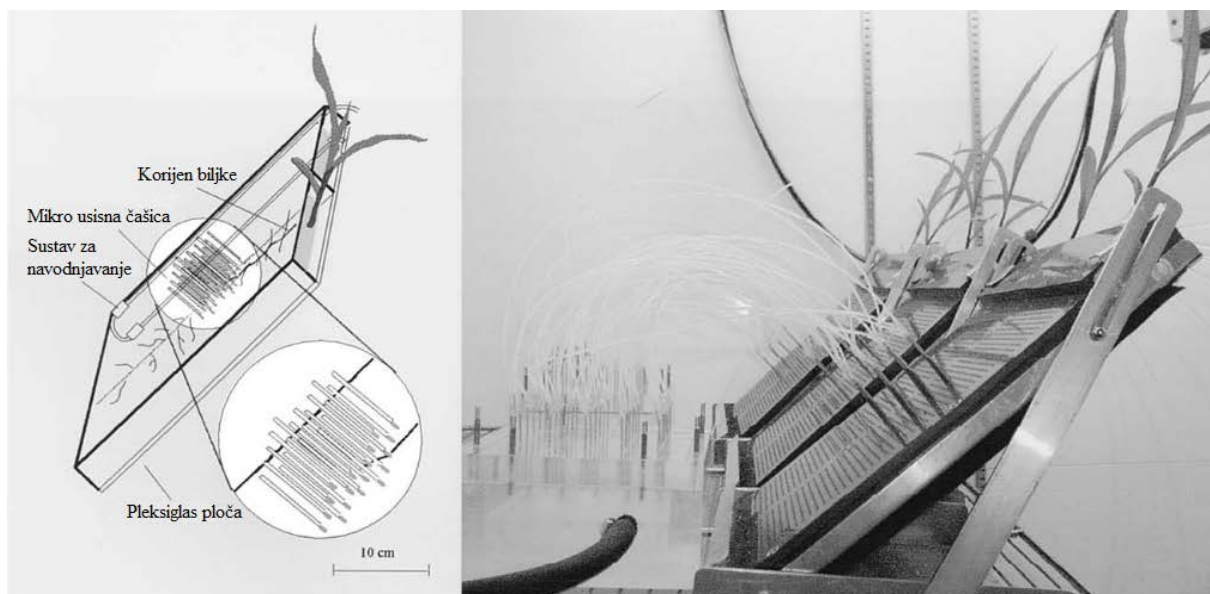 Korijen biljke
Mikro usisna čašica
Sustav za
navodnjavanje
Pleksiglas ploča
10 cm